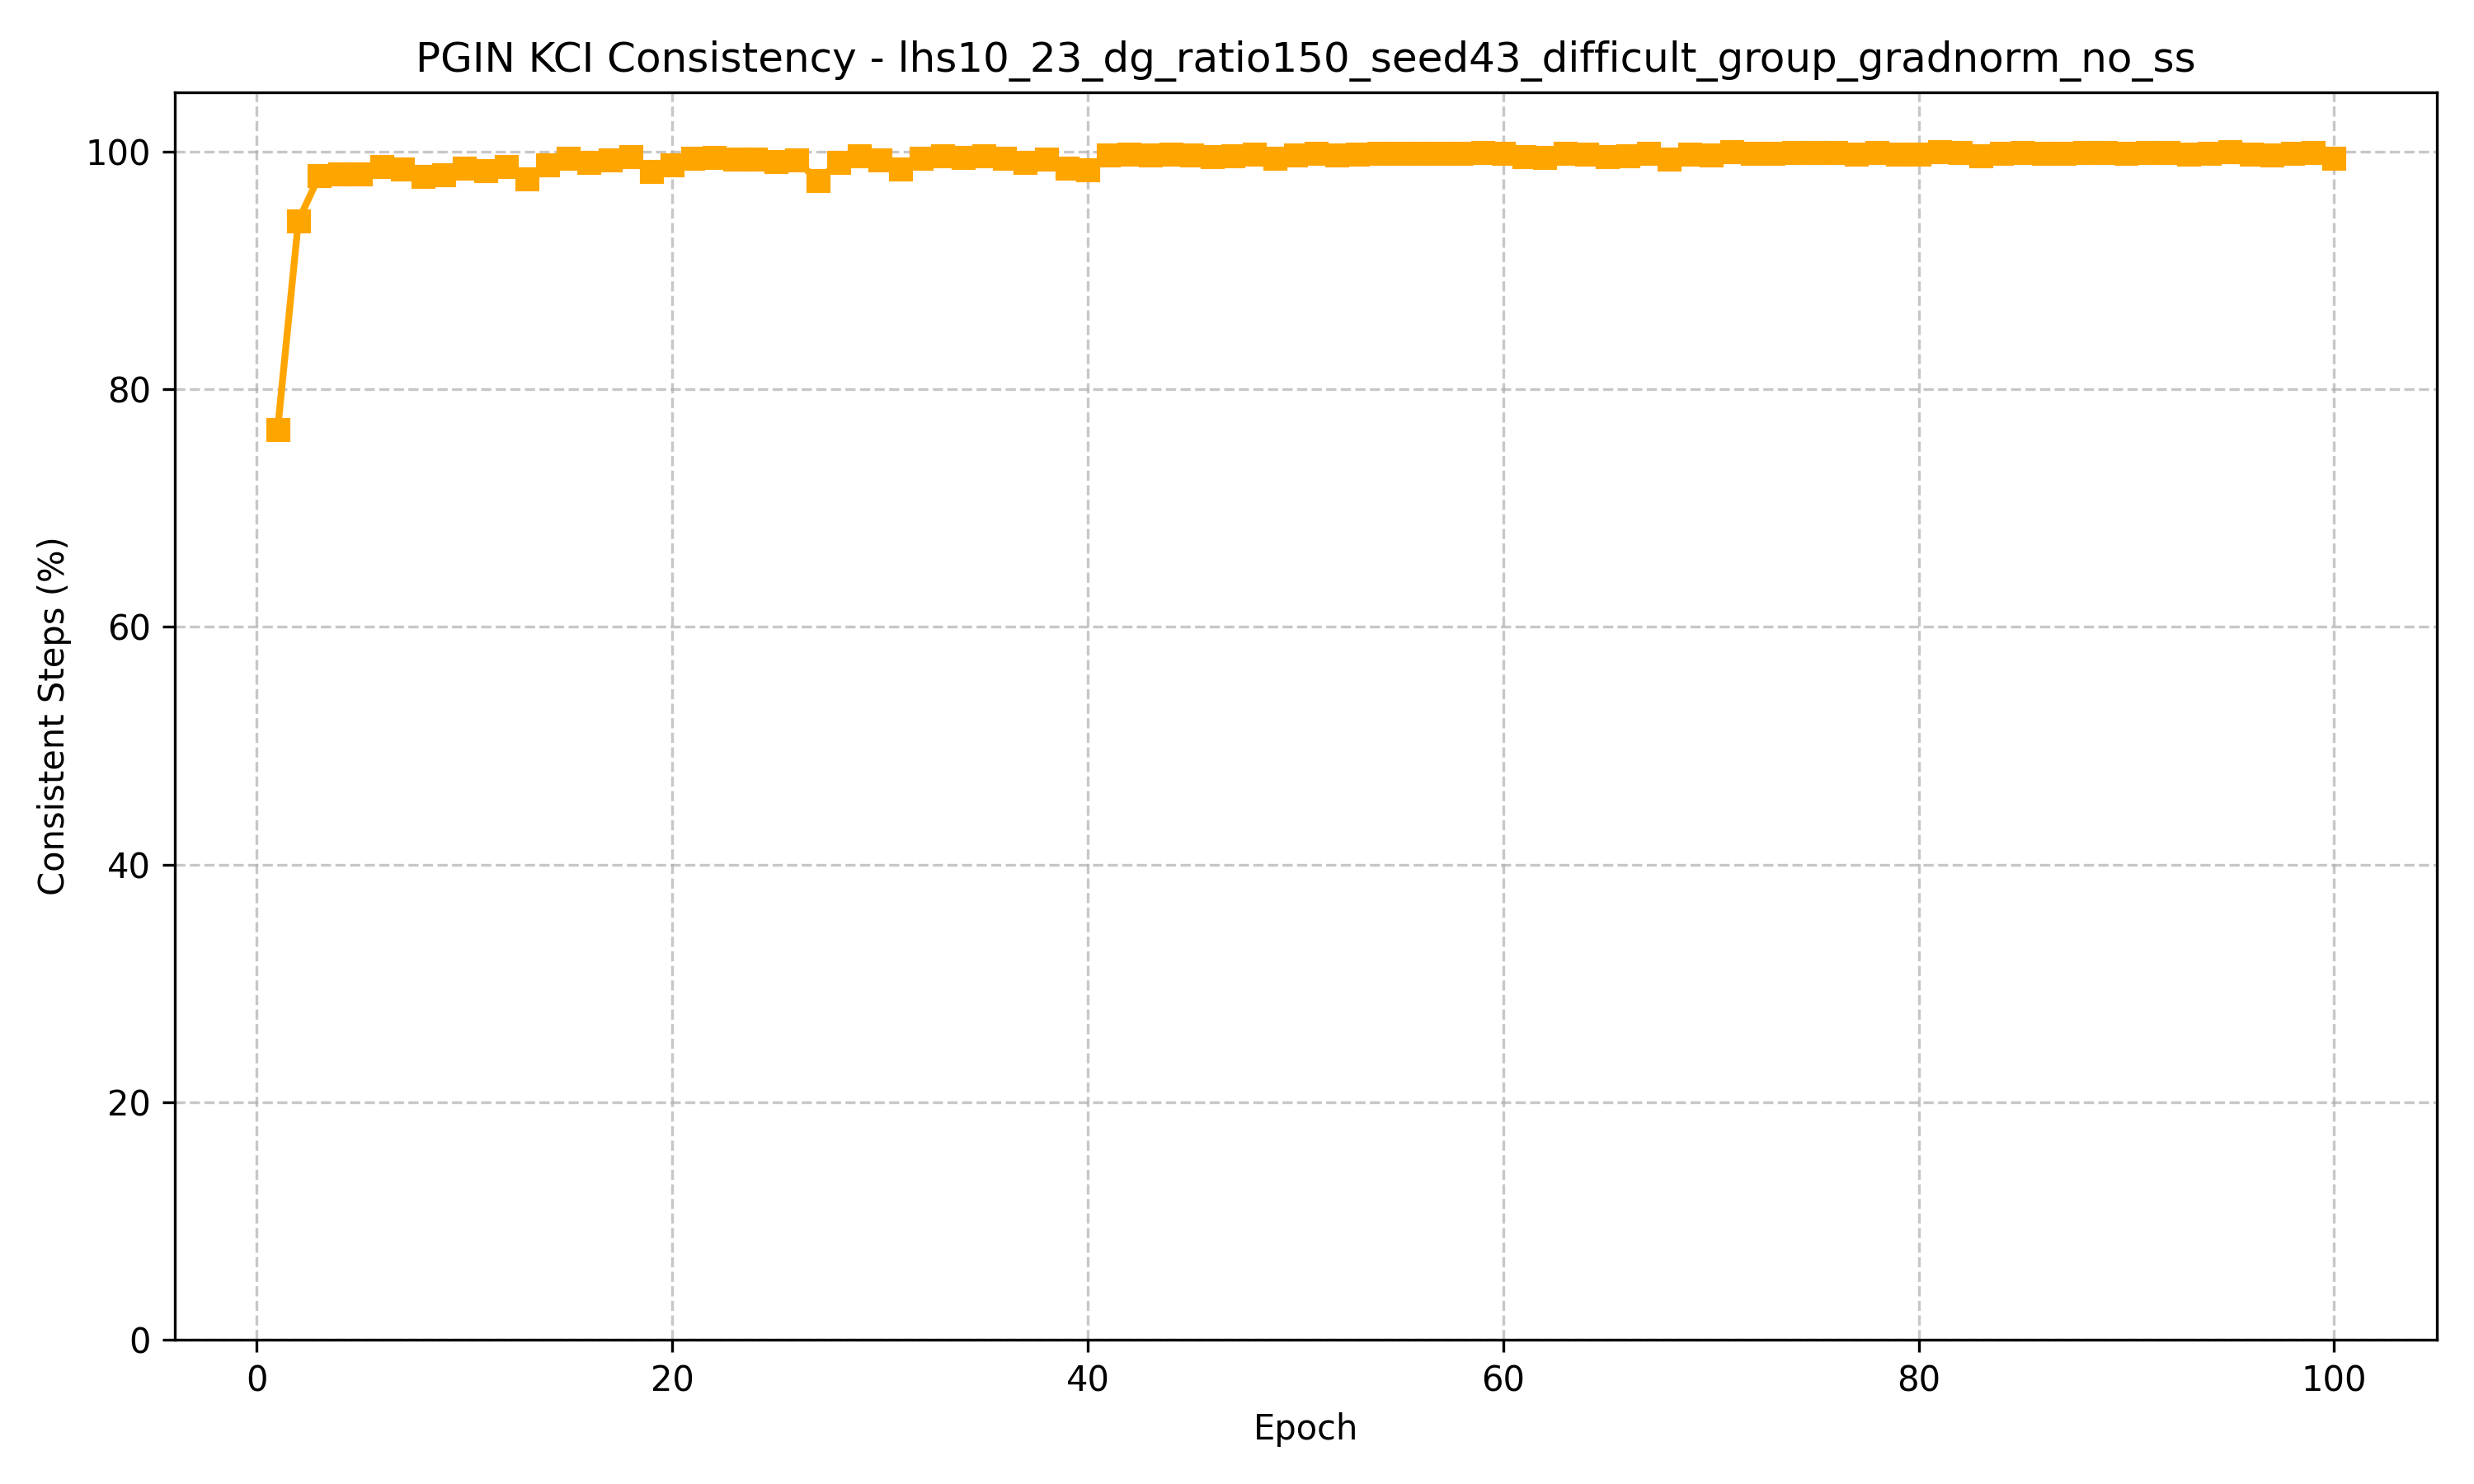 PGIN KCI Consistency - lhs10_23_dg_ratio150_seed43_difficult_group_gradnorm_no_ss
100
80
60
40
20
0
Consistent Steps (%)
0 20 40 60 80 100
Epoch